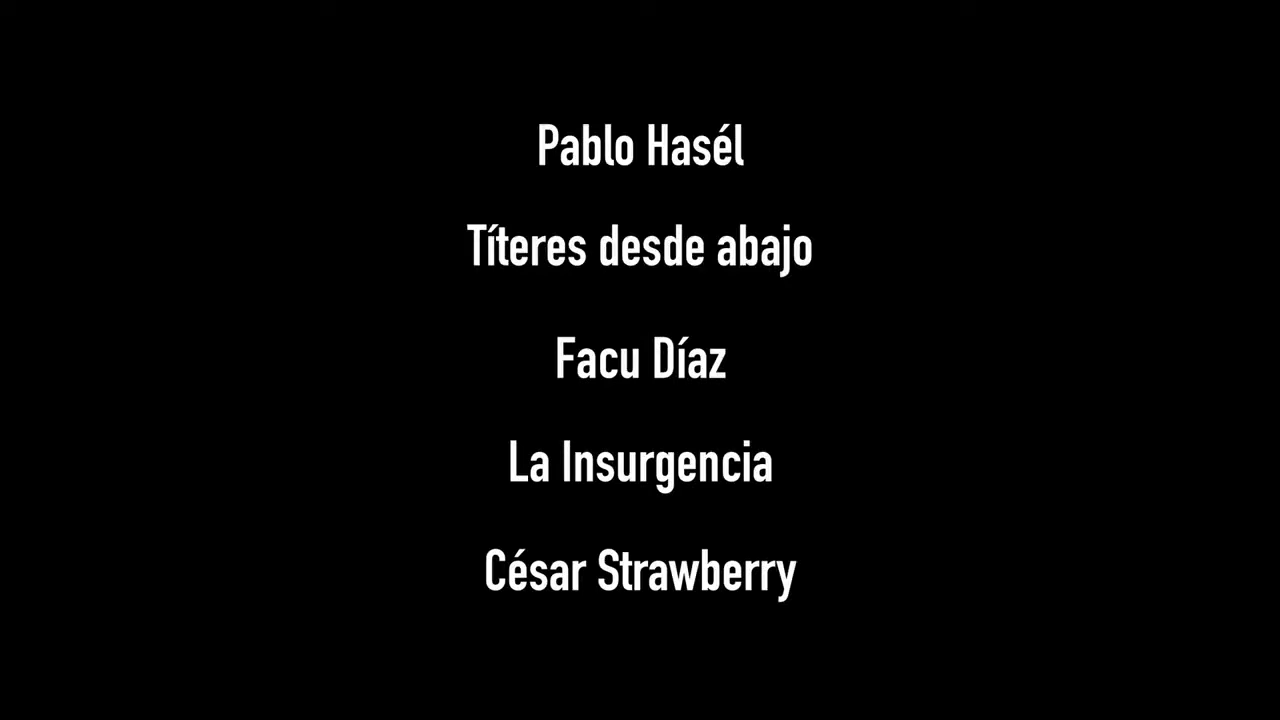 Pablo Hasél
Títeres desde abajo
Facu Díaz
La Insurgencia
César Strawberry